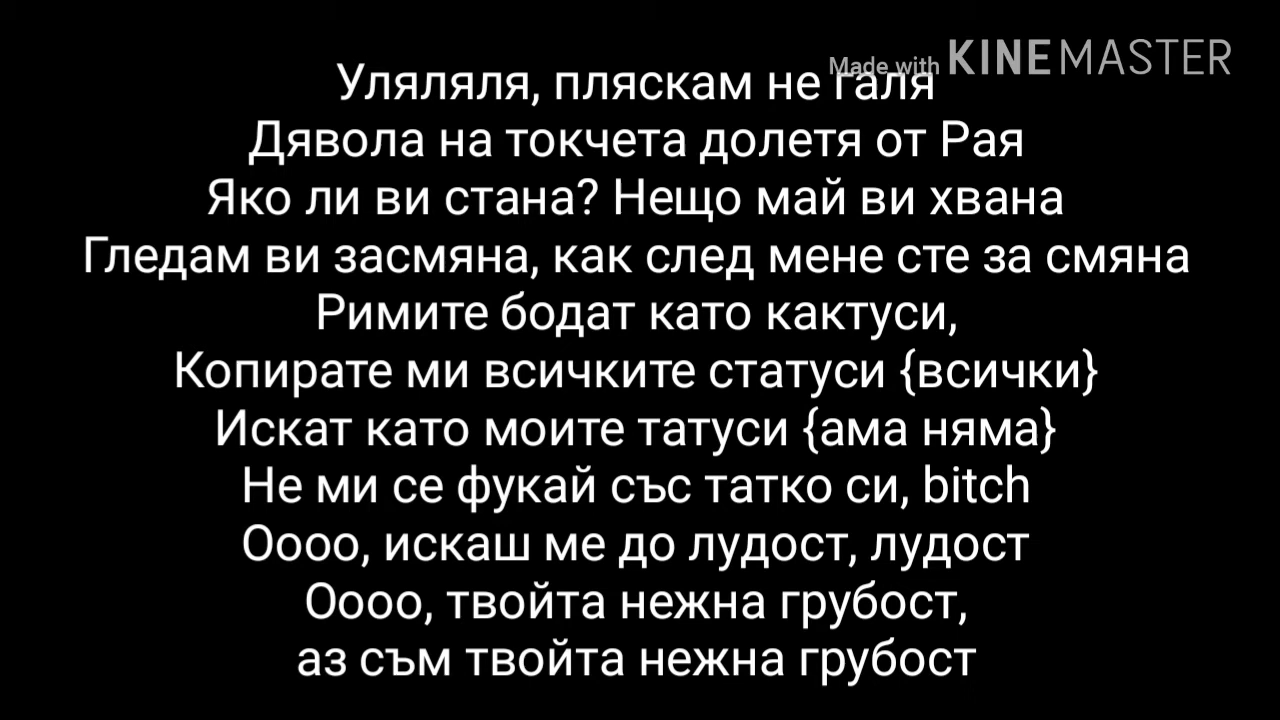 Made with KINEMASTER
Уляляля, пляскам не галя
Дявола на токчета долетя от Рая
Яко ли ви стана? Нещо май ви хвана
Гледам ви засмяна, как след мене сте за смяна
Римите бодат като кактуси,
Копирате ми всичките статуси {всички}
Искат като моите татуси {ама няма}
Не ми се фукай със татко си, bitch
Оооо, искаш ме до лудост, лудост
Оооо, твойта нежна грубост,
аз съм твойта нежна грубост